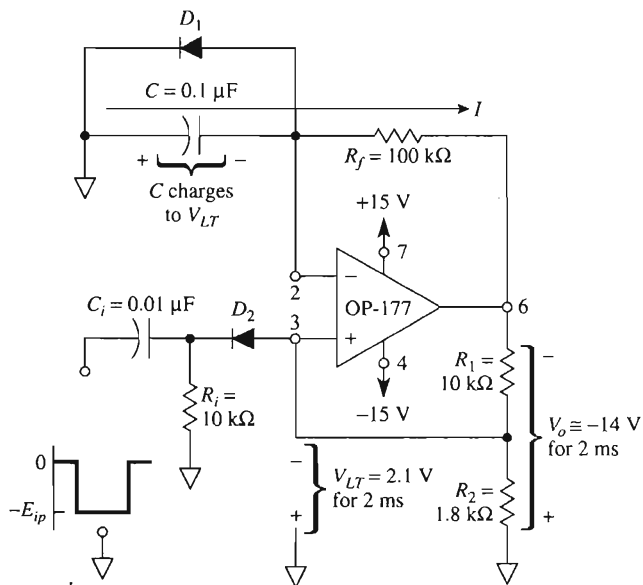 D1
C = 0.1 μF
I
+ −
C charges
to VLT
Rf = 100 kΩ
+15 V
7
2
−
OP-177
6
Ci = 0.01 μF
D2
3
+
4
−15 V
Ri =
10 kΩ
R1 =
10 kΩ
−
Vo ≅ −14 V
for 2 ms
−
VLT = 2.1 V
for 2 ms
+
R2 =
1.8 kΩ
+
0
−Eip